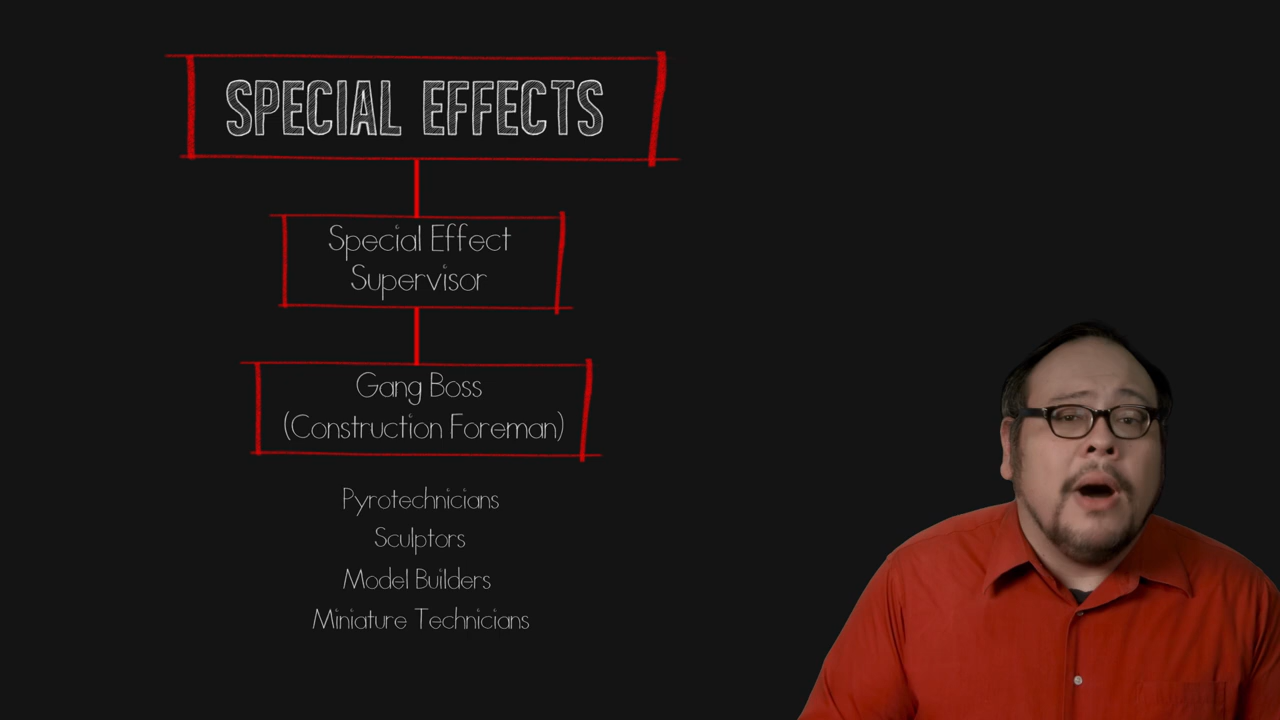 SPECIAL EFFECTS
Special Effect
Supervisor
Gang Boss
(Construction Foreman)
Pyrotechnicians
Sculptors
Model Builders
Miniature Technicians